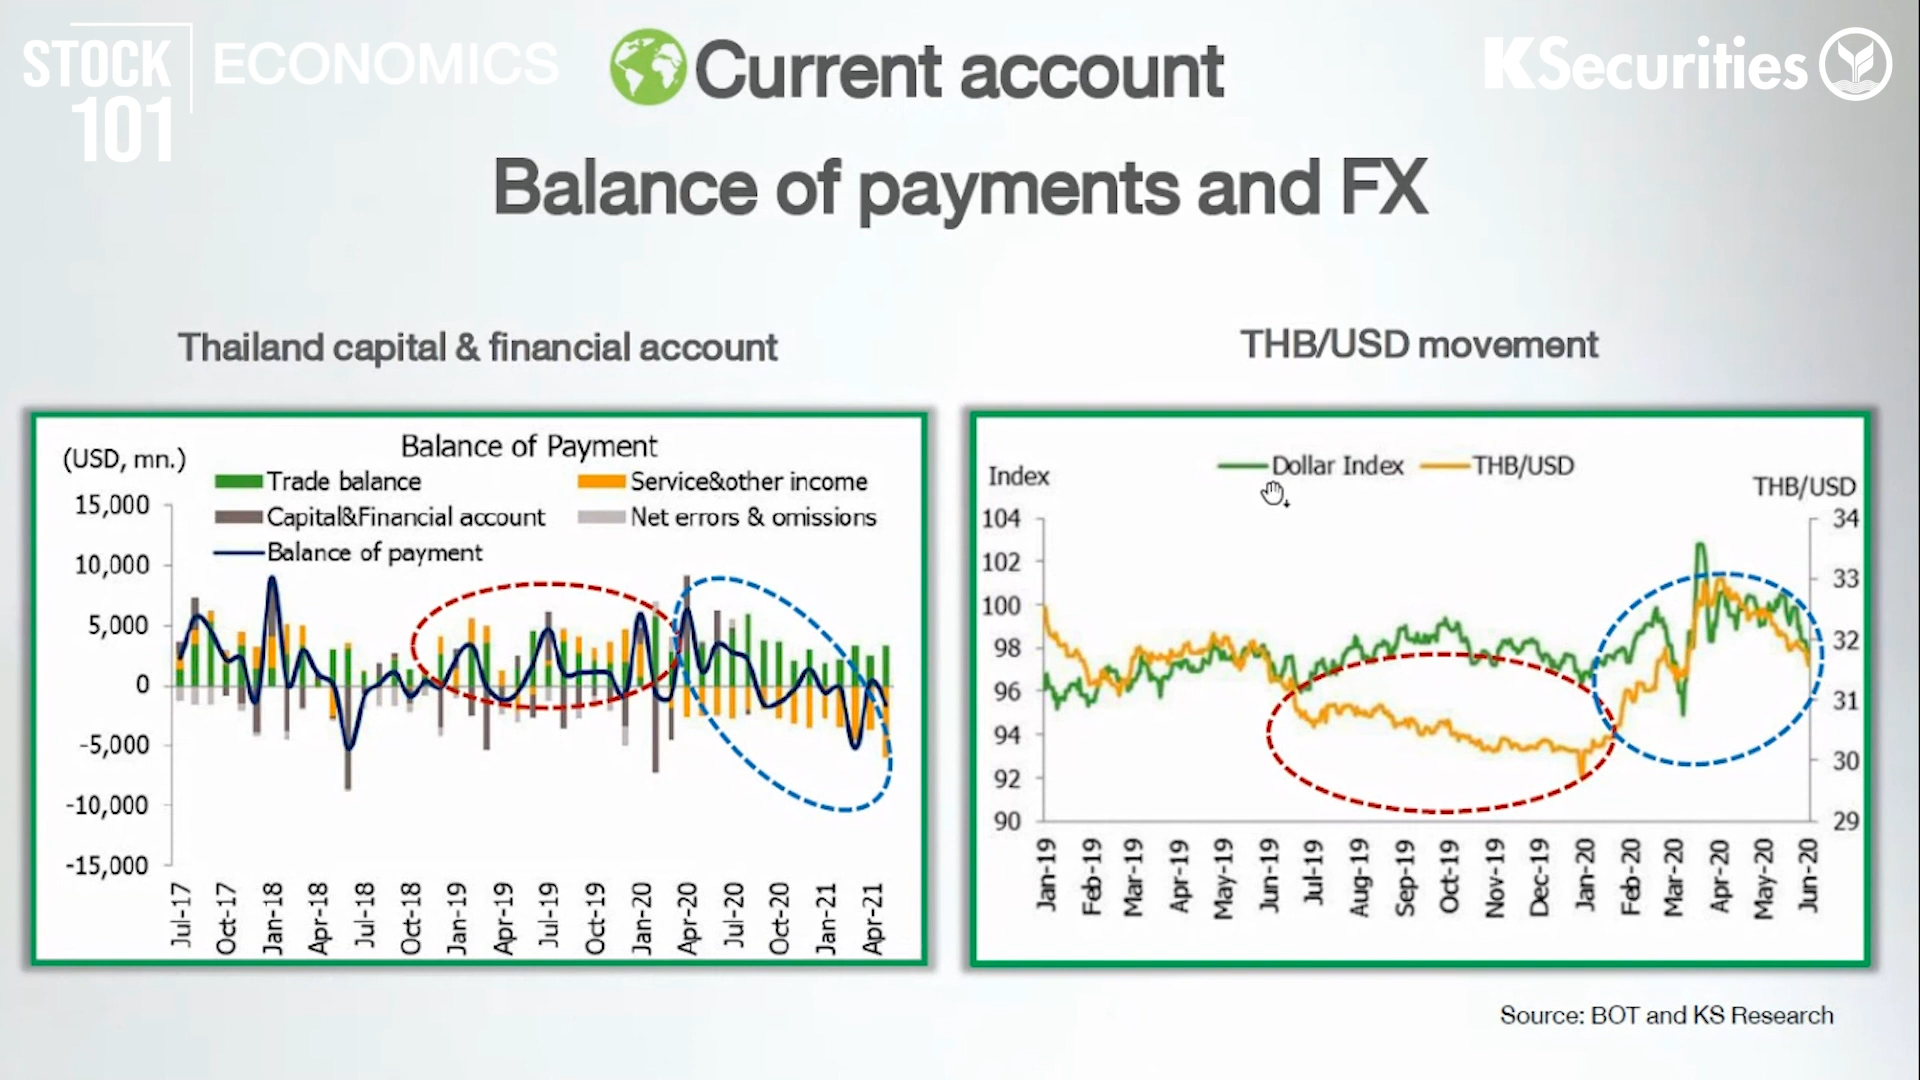 STOCK
101
ECONOMICS
Current account
KSecurities
Balance of payments and FX
Thailand capital & financial account
THB/USD movement
Balance of Payment
(USD, mn.)
Trade balance
Service&other income
Capital&Financial account
Net errors & omissions
Balance of payment
15,000
10,000
5,000
0
-5,000
-10,000
-15,000
Jul-17
Oct-17
Jan-18
Apr-18
Jul-18
Oct-18
Jan-19
Apr-19
Jul-19
Oct-19
Jan-20
Apr-20
Jul-20
Oct-20
Jan-21
Apr-21
Dollar Index
THB/USD
Index
THB/USD
104
102
100
98
96
94
92
90
34
33
32
31
30
29
Jan-19
Feb-19
Mar-19
Apr-19
May-19
Jun-19
Jul-19
Aug-19
Sep-19
Oct-19
Nov-19
Dec-19
Jan-20
Feb-20
Mar-20
Apr-20
May-20
Jun-20
Source: BOT and KS Research